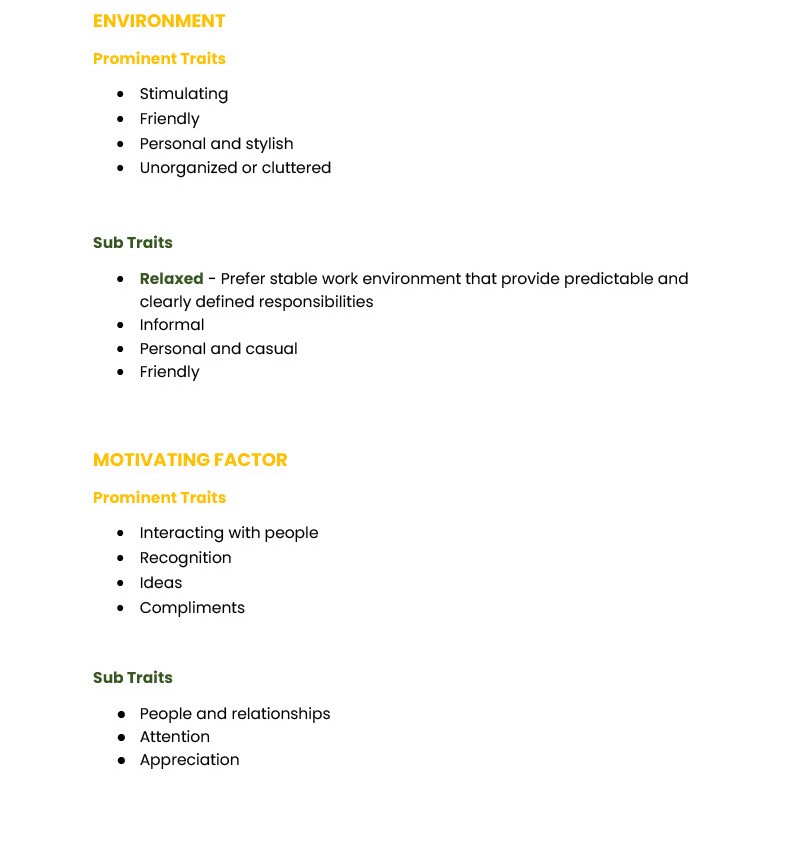 ENVIRONMENT
Prominent Traits
• Stimulating
• Friendly
• Personal and stylish
• Unorganized or cluttered
Sub Traits
• Relaxed - Prefer stable work environment that provide predictable and
clearly defined responsibilities
• Informal
• Personal and casual
• Friendly
MOTIVATING FACTOR
Prominent Traits
• Interacting with people
• Recognition
• Ideas
• Compliments
Sub Traits
• People and relationships
• Attention
• Appreciation